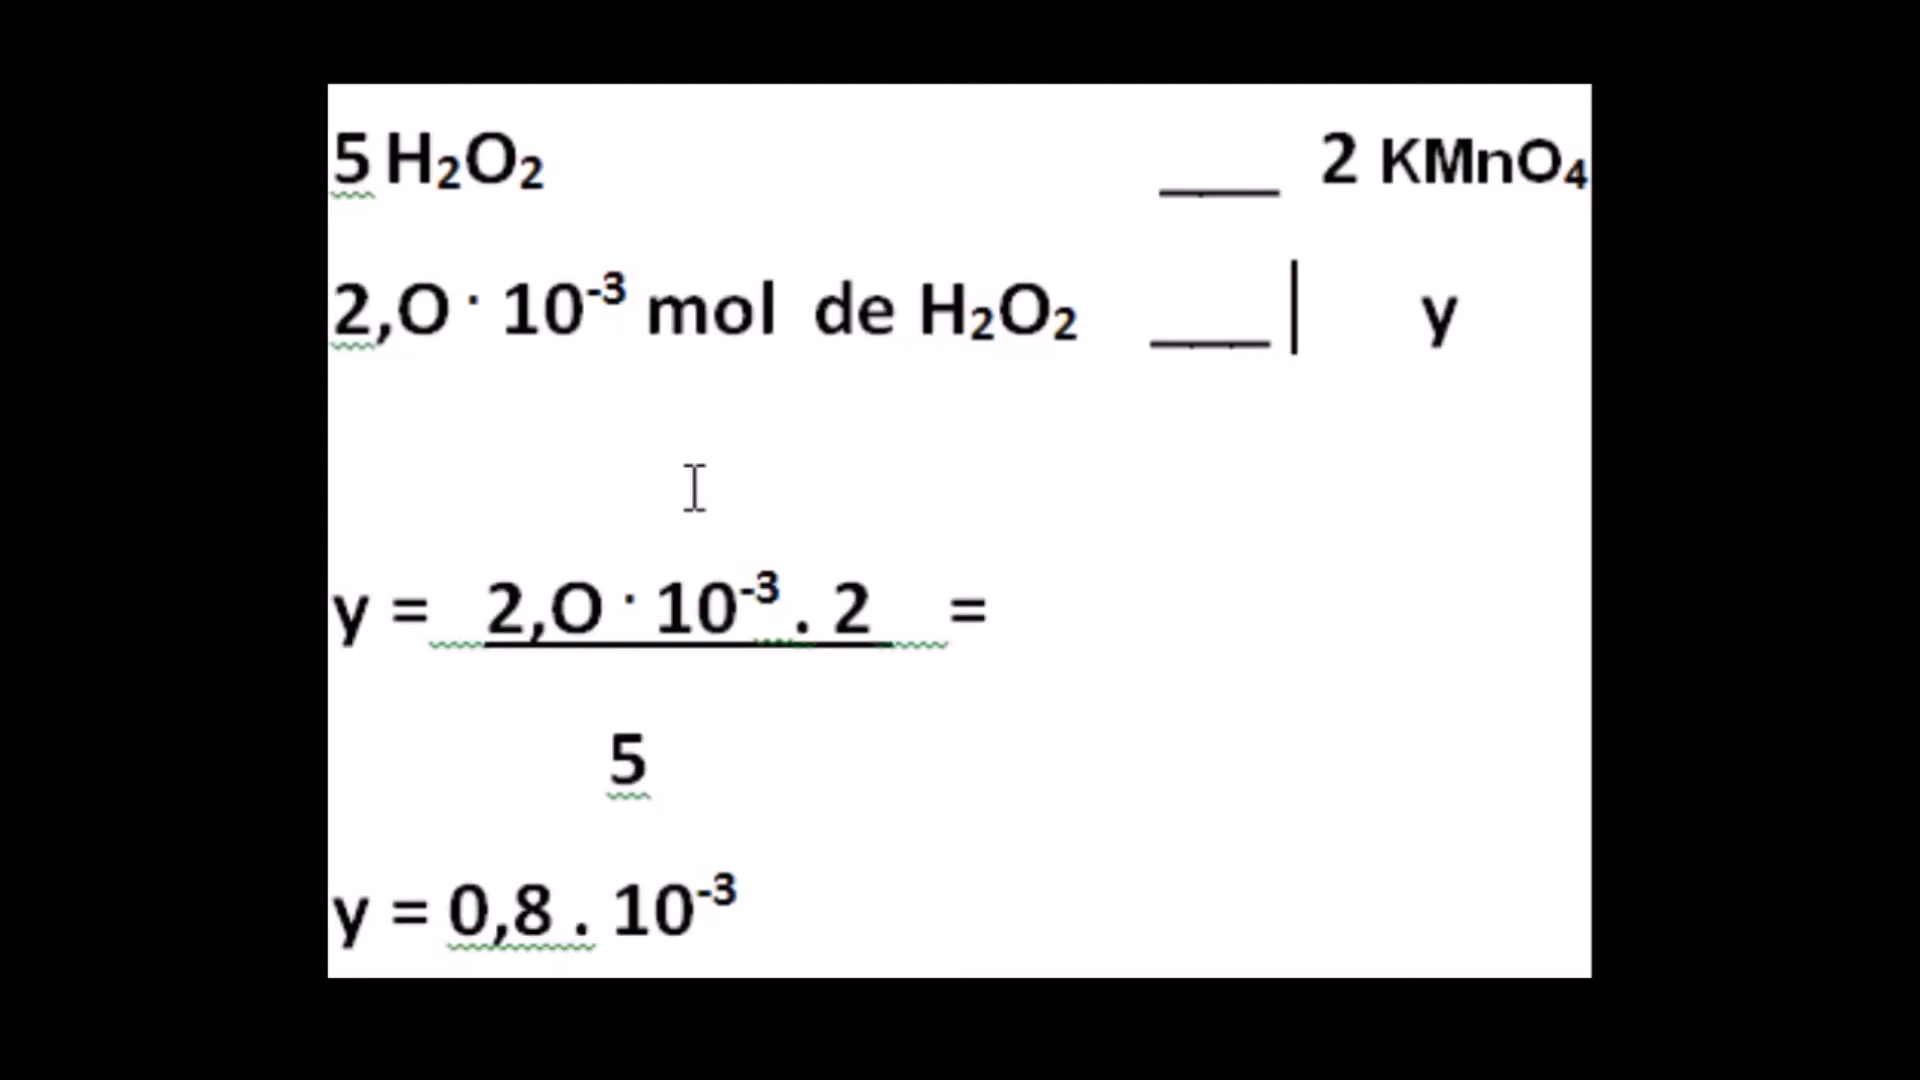 5 H₂O₂ ___ 2 KMnO₄
2,O · 10⁻³ mol de H₂O₂ ___| y
y = 2,O · 10⁻³ . 2 =
5
y = 0,8 . 10⁻³